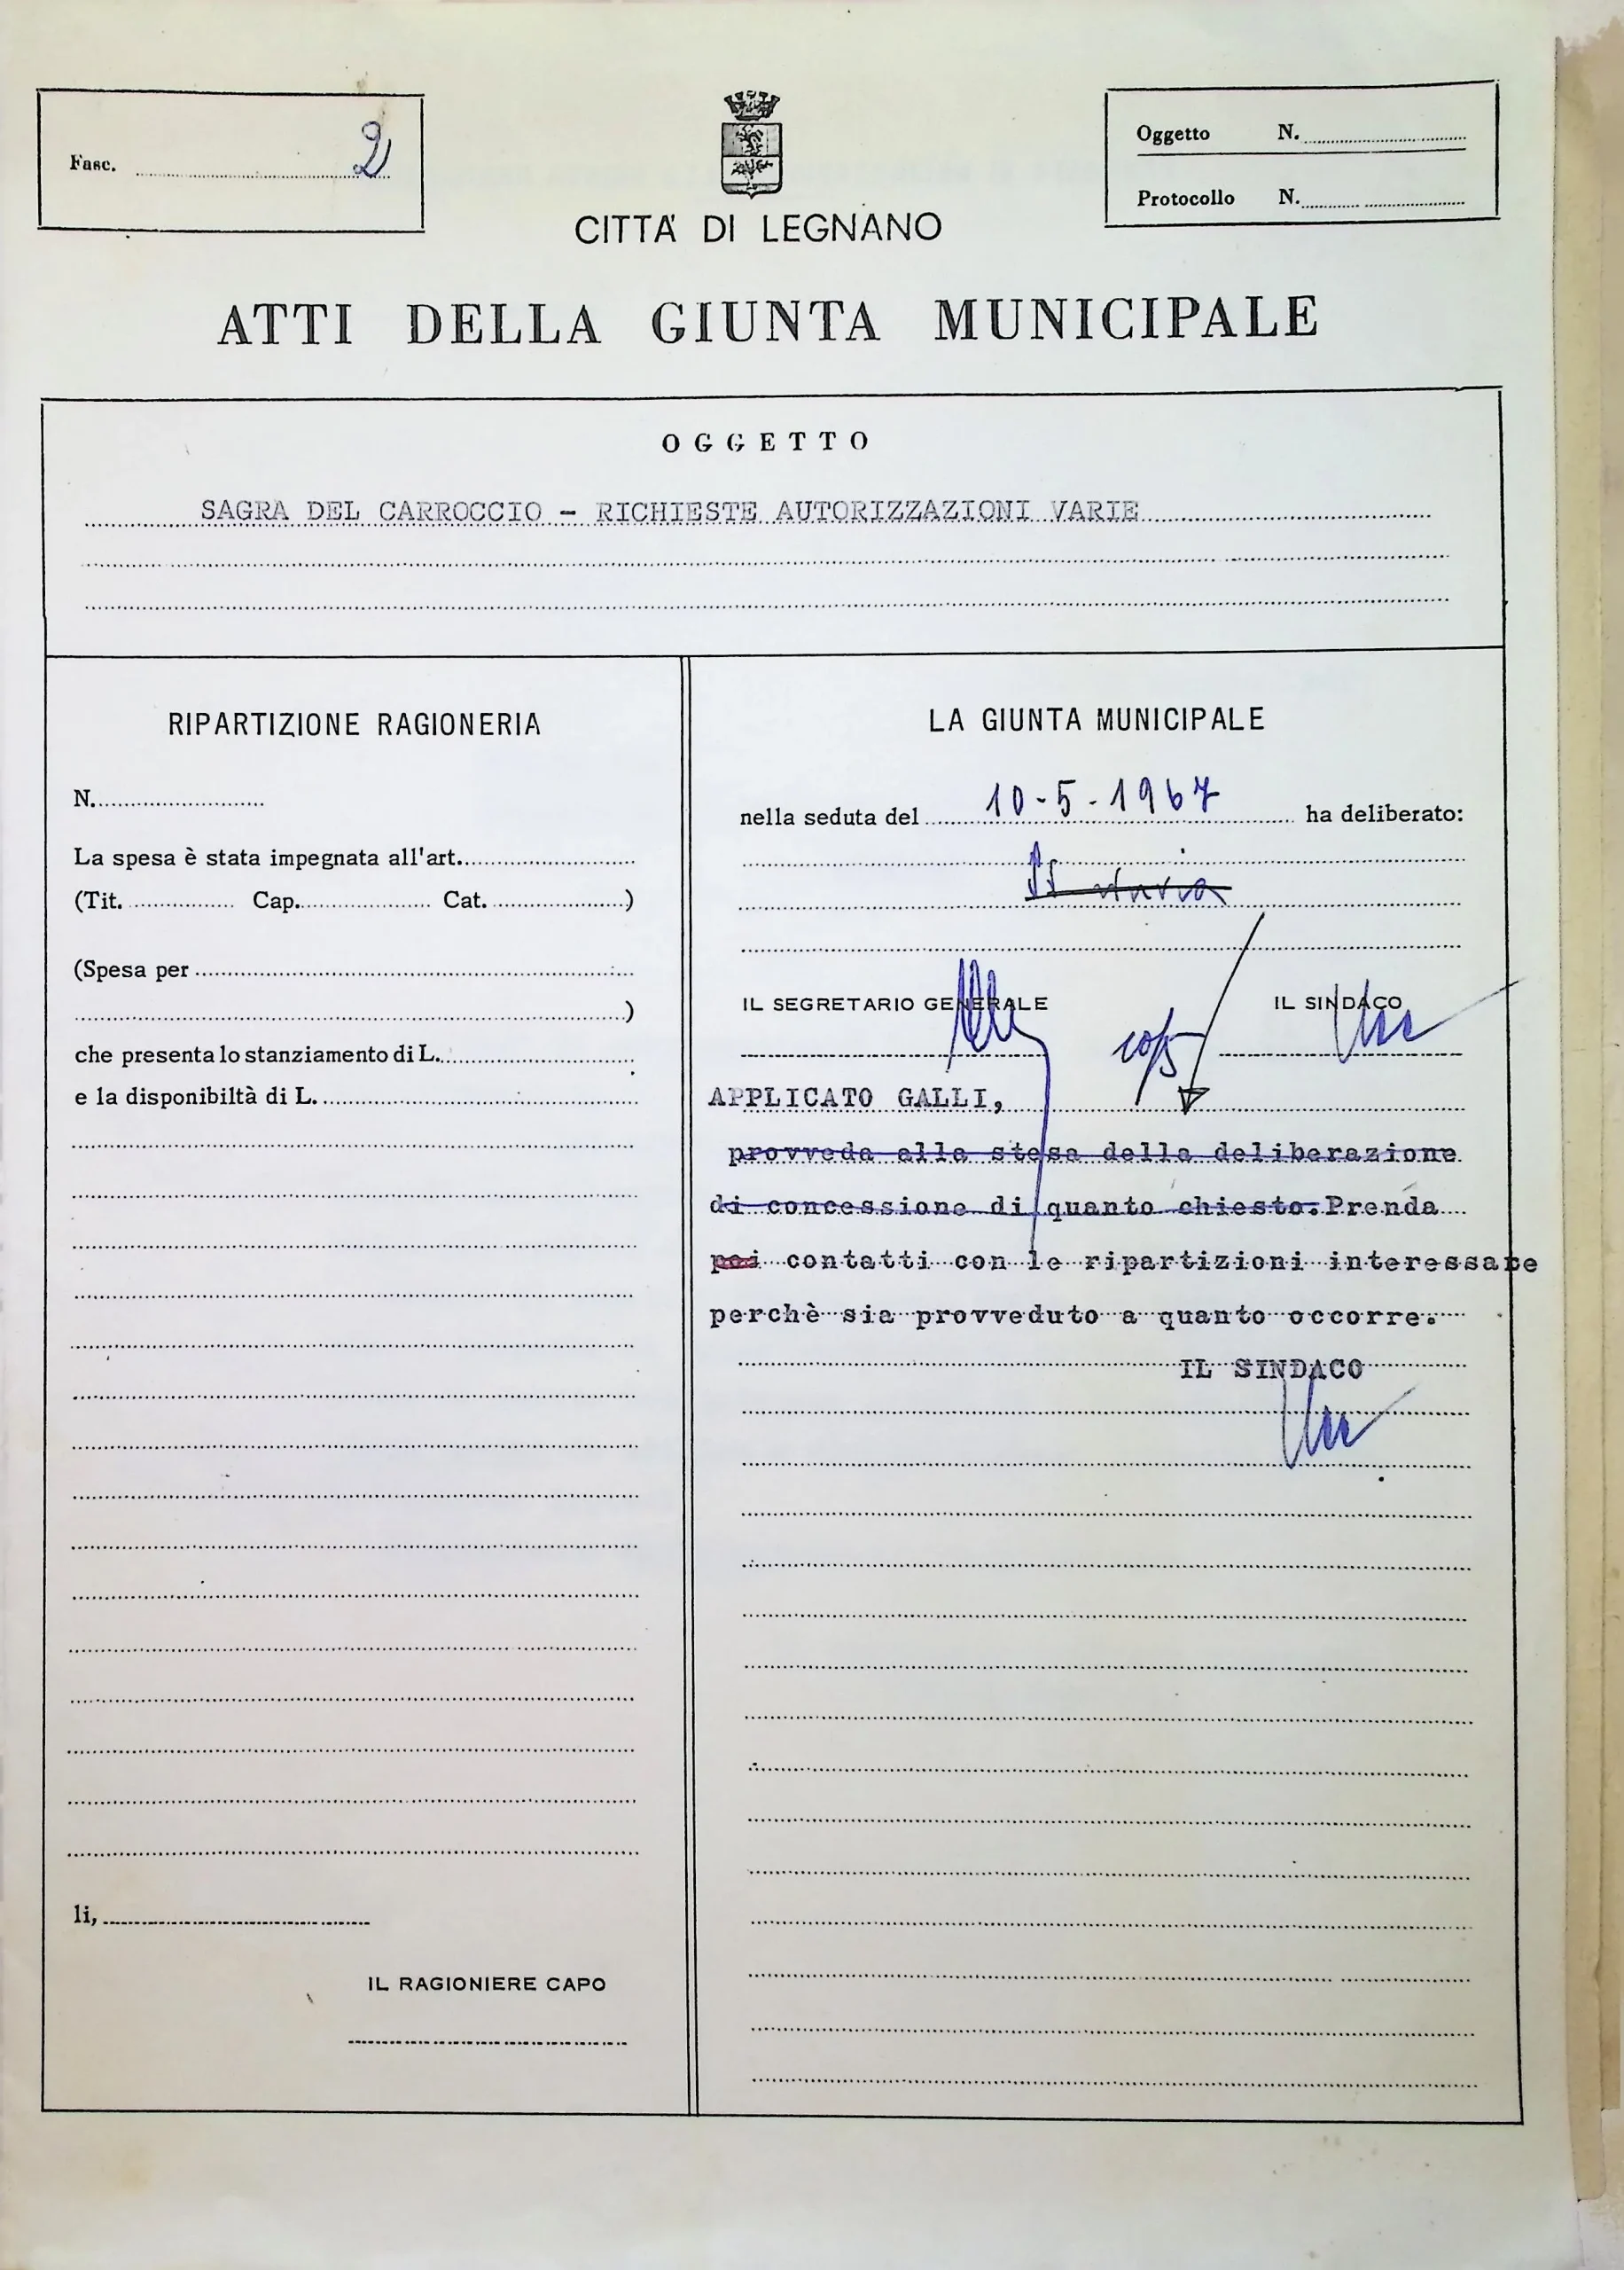 Fasc. 2
CITTA' DI LEGNANO
Oggetto N.
Protocollo N.
ATTI DELLA GIUNTA MUNICIPALE
OGGETTO
SAGRA DEL CARROCCIO - RICHIESTE AUTORIZZAZIONI VARIE
RIPARTIZIONE RAGIONERIA
N.
La spesa è stata impegnata all'art.
(Tit. Cap. Cat. )
(Spesa per
)
che presenta lo stanziamento di L.
e la disponibiltà di L.
li,
IL RAGIONIERE CAPO
LA GIUNTA MUNICIPALE
nella seduta del 10-5-1967 ha deliberato:
IL SEGRETARIO GENERALE
IL SINDACO
10/5
APPLICATO GALLI,
provveda alla stesa della deliberazione
di concessione di quanto chiesto. Prenda
poi contatti con le ripartizioni interessate
perchè sia provveduto a quanto occorre.
IL SINDACO